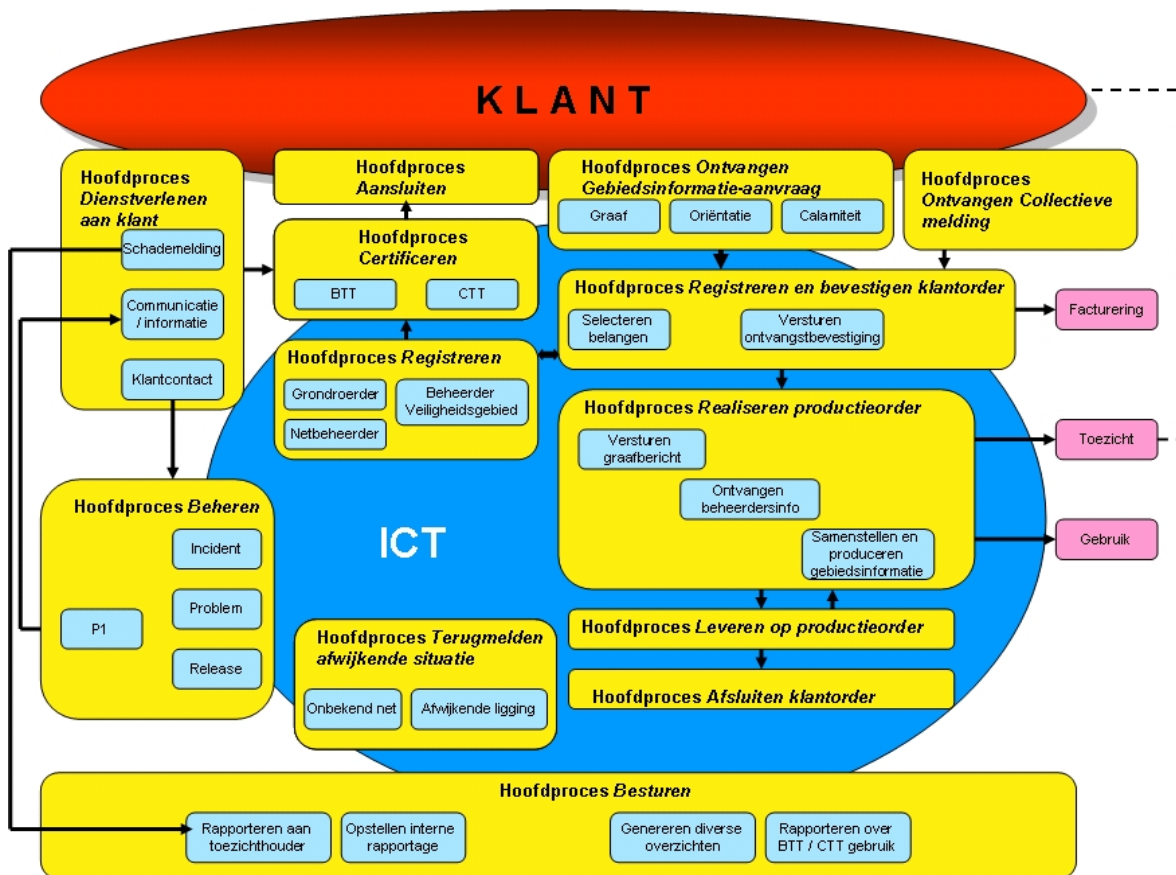 KLANT
Hoofdproces
Dienstverlenen
aan klant
Schademelding
Communicatie
/ informatie
Klantcontact
Hoofdproces
Aansluiten
Hoofdproces
Certificeren
BTT
CTT
Hoofdproces Registreren
Grondroerder
Netbeheerder
Beheerder
Veiligheidsgebied
Hoofdproces Ontvangen
Gebiedsinformatie-aanvraag
Graaf
Oriëntatie
Calamiteit
Hoofdproces
Ontvangen Collectieve
melding
Hoofdproces Registreren en bevestigen klantorder
Selecteren
belangen
Versturen
ontvangstbevestiging
Facturering
Hoofdproces Realiseren productieorder
Versturen
graafbericht
Ontvangen
beheerdersinfo
Samenstellen en
produceren
gebiedsinformatie
Toezicht
Gebruik
Hoofdproces Beheren
Incident
P1
Problem
Release
ICT
Hoofdproces Terugmelden
afwijkende situatie
Onbekend net
Afwijkende ligging
Hoofdproces Leveren op productieorder
Hoofdproces Afsluiten klantorder
Hoofdproces Besturen
Rapporteren aan
toezichthouder
Opstellen interne
rapportage
Genereren diverse
overzichten
Rapporteren over
BTT / CTT gebruik